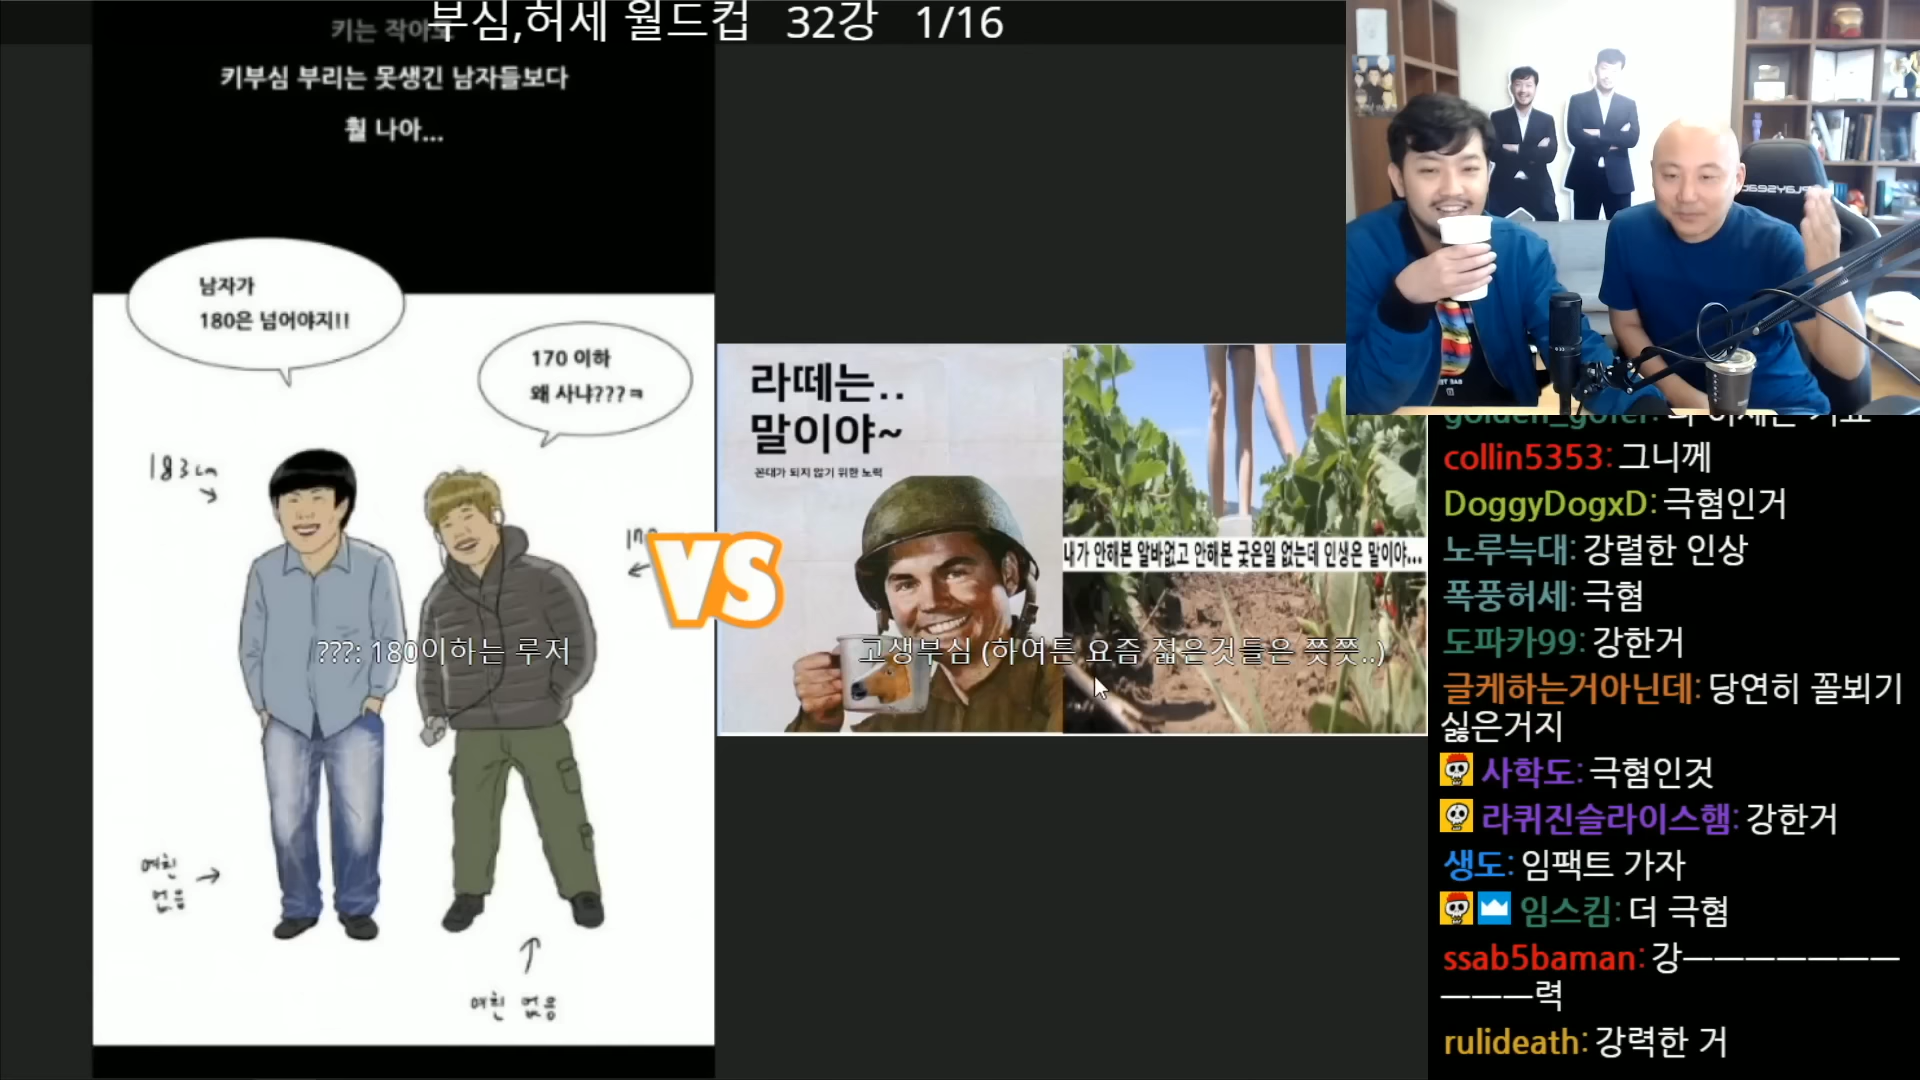 부심,허세 월드컵 32강 1/16
키는 작아도
키부심 부리는 못생긴 남자들보다
훨 나아...
남자가
180은 넘어야지!!
170 이하
왜 사냐???ㅋ
183cm
여친
없음
여친 없음
???: 180이하는 루저
VS
라떼는..
말이야~
꼰대가 되지 않기 위한 노력
내가 안해본 알바없고 안해본 궂은일 없는데 인생은 말이야...
고생부심 (하여튼 요즘 젊은것들은 쯧쯧..)
collin5353: 그니께
DoggyDogxD: 극혐인거
노루늑대: 강렬한 인상
폭풍허세: 극혐
도파카99: 강한거
글케하는거아닌데: 당연히 꼴뵈기
싫은거지
사학도: 극혐인것
라퀴진슬라이스햄: 강한거
생도: 임팩트 가자
임스킴: 더 극혐
ssab5baman: 강———————
———력
rulideath: 강력한 거